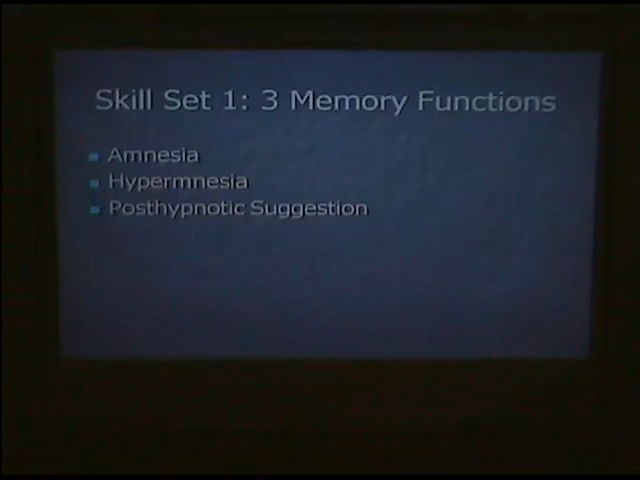 Skill Set 1: 3 Memory Functions
Amnesia
Hypermnesia
Posthypnotic Suggestion